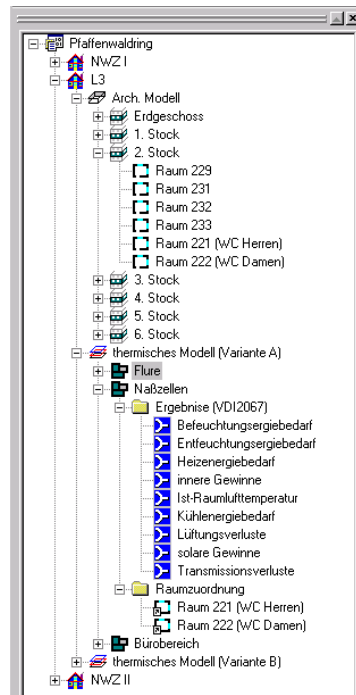 Pfaffenwaldring
NWZ I
L3
Arch. Modell
Erdgeschoss
1. Stock
2. Stock
Raum 229
Raum 231
Raum 232
Raum 233
Raum 221 (WC Herren)
Raum 222 (WC Damen)
3. Stock
4. Stock
5. Stock
6. Stock
thermisches Modell (Variante A)
Flure
Naßzellen
Ergebnise (VDI2067)
Befeuchtungsergiebedarf
Entfeuchtungsergiebedarf
Heizenergiebedarf
innere Gewinne
Ist-Raumlufttemperatur
Kühlenergiebedarf
Lüftungsverluste
solare Gewinne
Transmissionsverluste
Raumzuordnung
Raum 221 (WC Herren)
Raum 222 (WC Damen)
Bürobereich
thermisches Modell (Variante B)
NWZ II